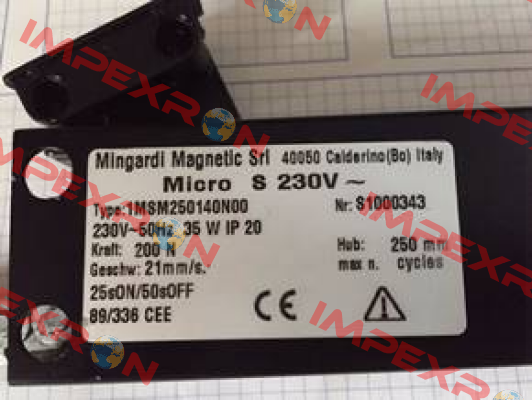 IMPEXRON
IMPEXRON
IMPEXRON
IMPEXRON
Mingardi Magnetic Srl 40050 Calderino(Bo) Italy
Micro S 230V ~
Type:1MSM250140N00 Nr: S1000343
230V~50Hz 35 W IP 20
Kraft: 200 N Hub: 250 mm
Geschw: 21mm/s. max n. cycles
25sON/50sOFF
89/336 CEE
CE